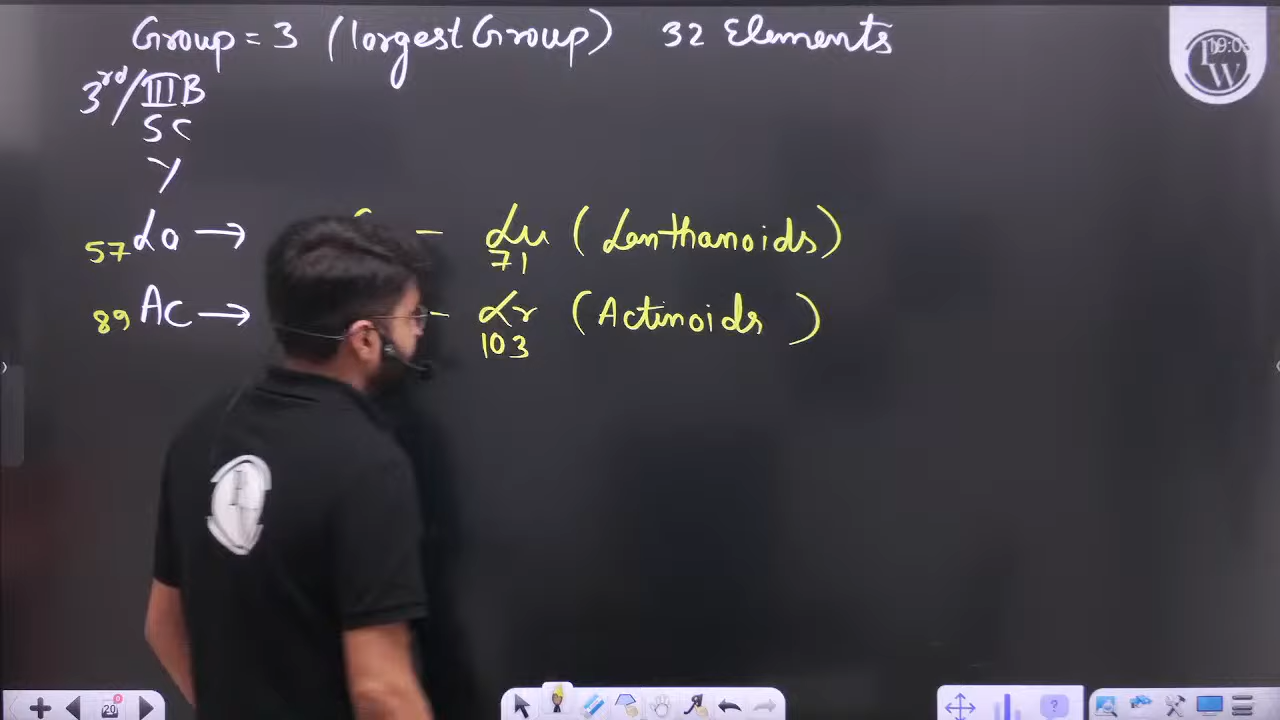 Group = 3 (largest Group) 32 Elements
3rd/IIIB
SC
Y
57 La → – Lu 71 (Lanthanoids)
89 Ac → – Lr 103 (Actinoids )
20